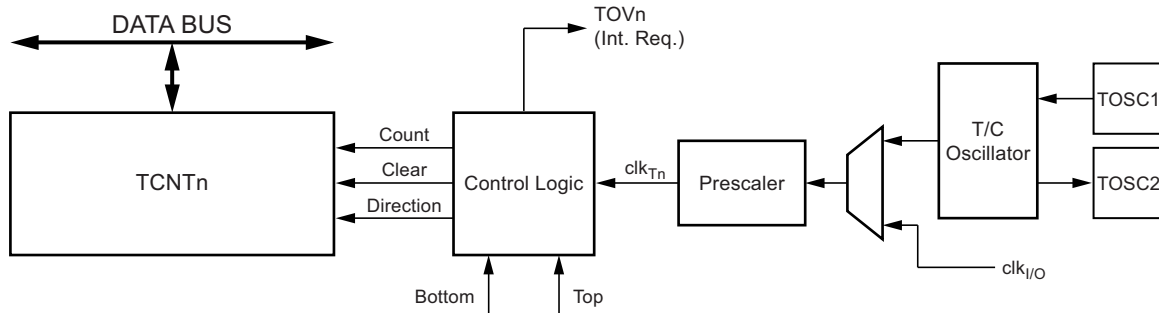 DATA BUS
TOVn
(Int. Req.)
TCNTn
Count
Clear
Direction
Control Logic
clkTn
Prescaler
T/C
Oscillator
TOSC1
TOSC2
clkI/O
Bottom
Top